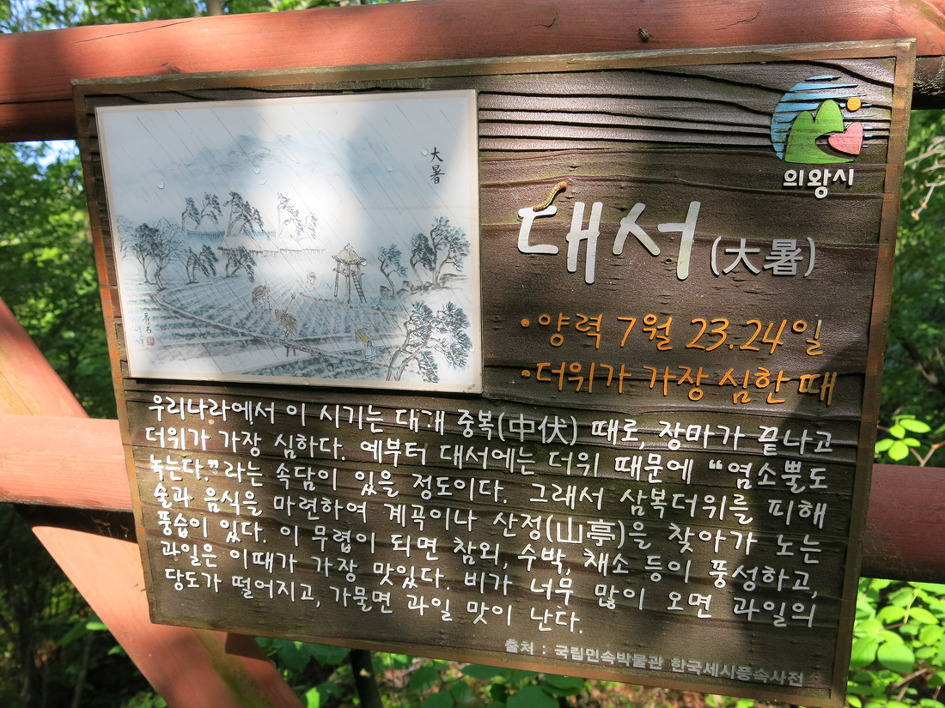 大暑
의왕시
대서(大暑)
•양력 7월 23.24일
•더위가 가장 심한 때
우리나라에서 이 시기는 대개 중복(中伏) 때로, 장마가 끝나고
더위가 가장 심하다. 예부터 대서에는 더위 때문에 “염소뿔도
녹는다.”라는 속담이 있을 정도이다. 그래서 삼복더위를 피해
술과 음식을 마련하여 계곡이나 산정(山亭)을 찾아가 노는
풍습이 있다. 이 무렵이 되면 참외, 수박, 채소 등이 풍성하고,
과일은 이때가 가장 맛있다. 비가 너무 많이 오면 과일의
당도가 떨어지고, 가물면 과일 맛이 난다.
출처 : 국립민속박물관 한국세시풍속사전